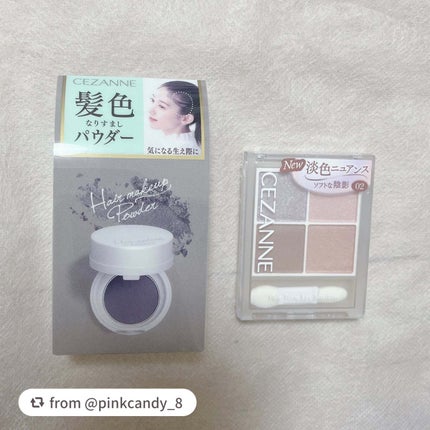 CEZANNE
髪色
なりすまし
パウダー
気になる生え際に
Hair makeup
Powder
New 淡色ニュアンス
ソフトな陰影 02
CEZANNE
from @pinkcandy_8